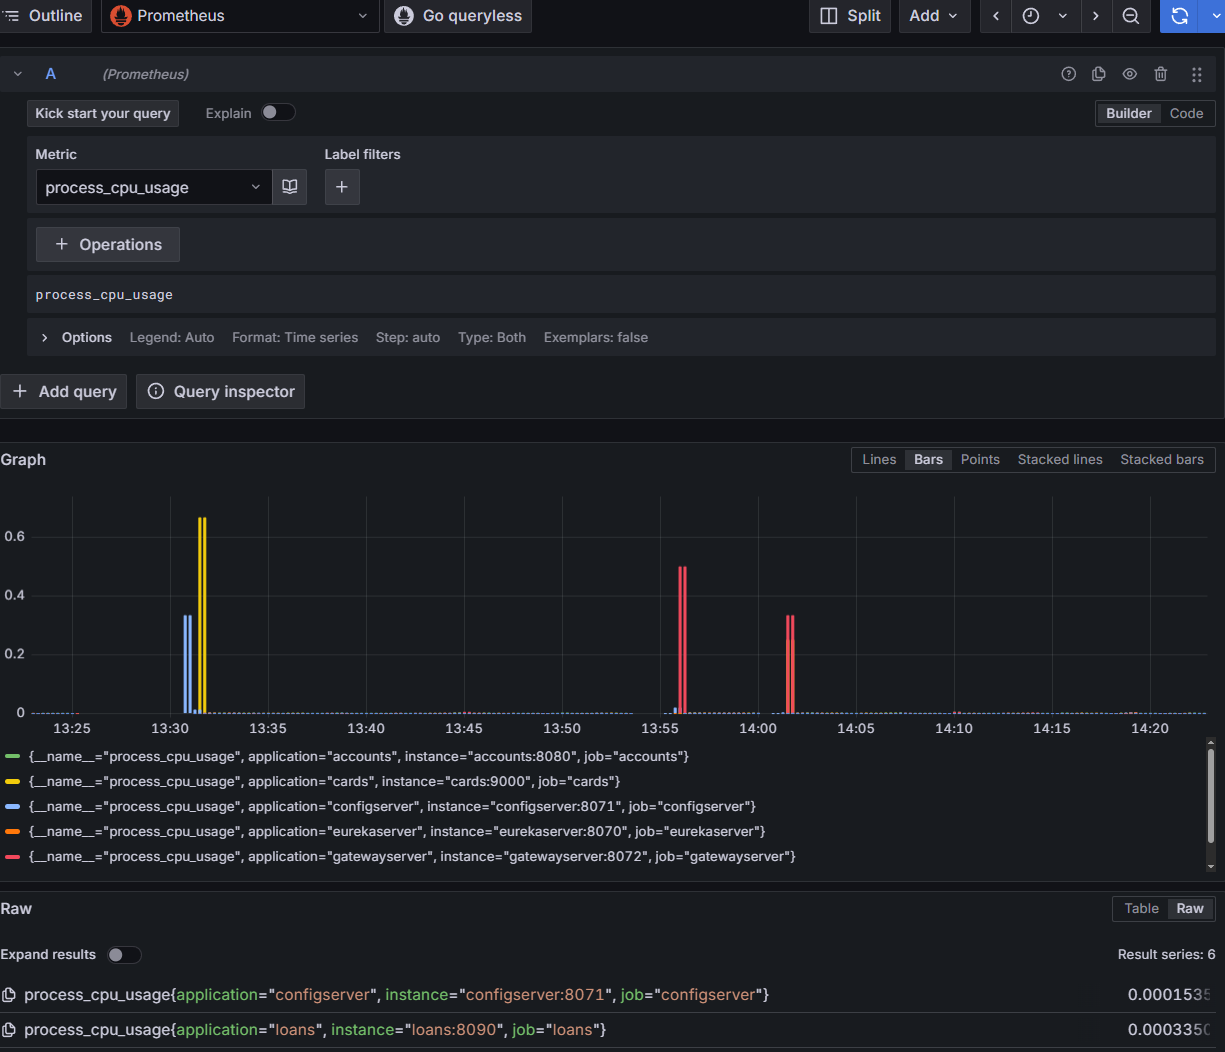 Outline Prometheus Go queryless Split Add
A (Prometheus)
Kick start your query Explain Builder Code
Metric Label filters
process_cpu_usage
+ Operations
process_cpu_usage
Options Legend: Auto Format: Time series Step: auto Type: Both Exemplars: false
+ Add query Query inspector
Graph Lines Bars Points Stacked lines Stacked bars
0.6
0.4
0.2
0
13:25 13:30 13:35 13:40 13:45 13:50 13:55 14:00 14:05 14:10 14:15 14:20
{__name__="process_cpu_usage", application="accounts", instance="accounts:8080", job="accounts"}
{__name__="process_cpu_usage", application="cards", instance="cards:9000", job="cards"}
{__name__="process_cpu_usage", application="configserver", instance="configserver:8071", job="configserver"}
{__name__="process_cpu_usage", application="eurekaserver", instance="eurekaserver:8070", job="eurekaserver"}
{__name__="process_cpu_usage", application="gatewayserver", instance="gatewayserver:8072", job="gatewayserver"}
Raw Table Raw
Expand results Result series: 6
process_cpu_usage{application="configserver", instance="configserver:8071", job="configserver"} 0.0001535
process_cpu_usage{application="loans", instance="loans:8090", job="loans"} 0.0003350